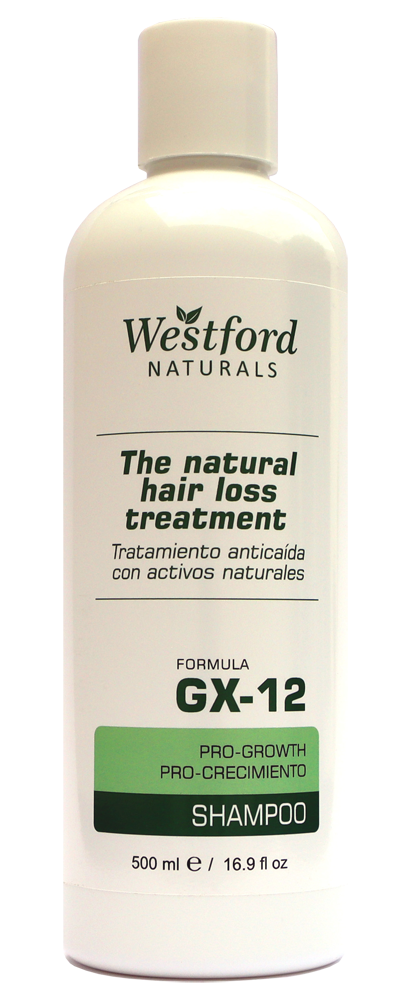 Westford
NATURALS
The natural
hair loss
treatment
Tratamiento anticaída
con activos naturales
FORMULA
GX-12
PRO-GROWTH
PRO-CRECIMIENTO
SHAMPOO
500 ml ℮ / 16.9 fl oz